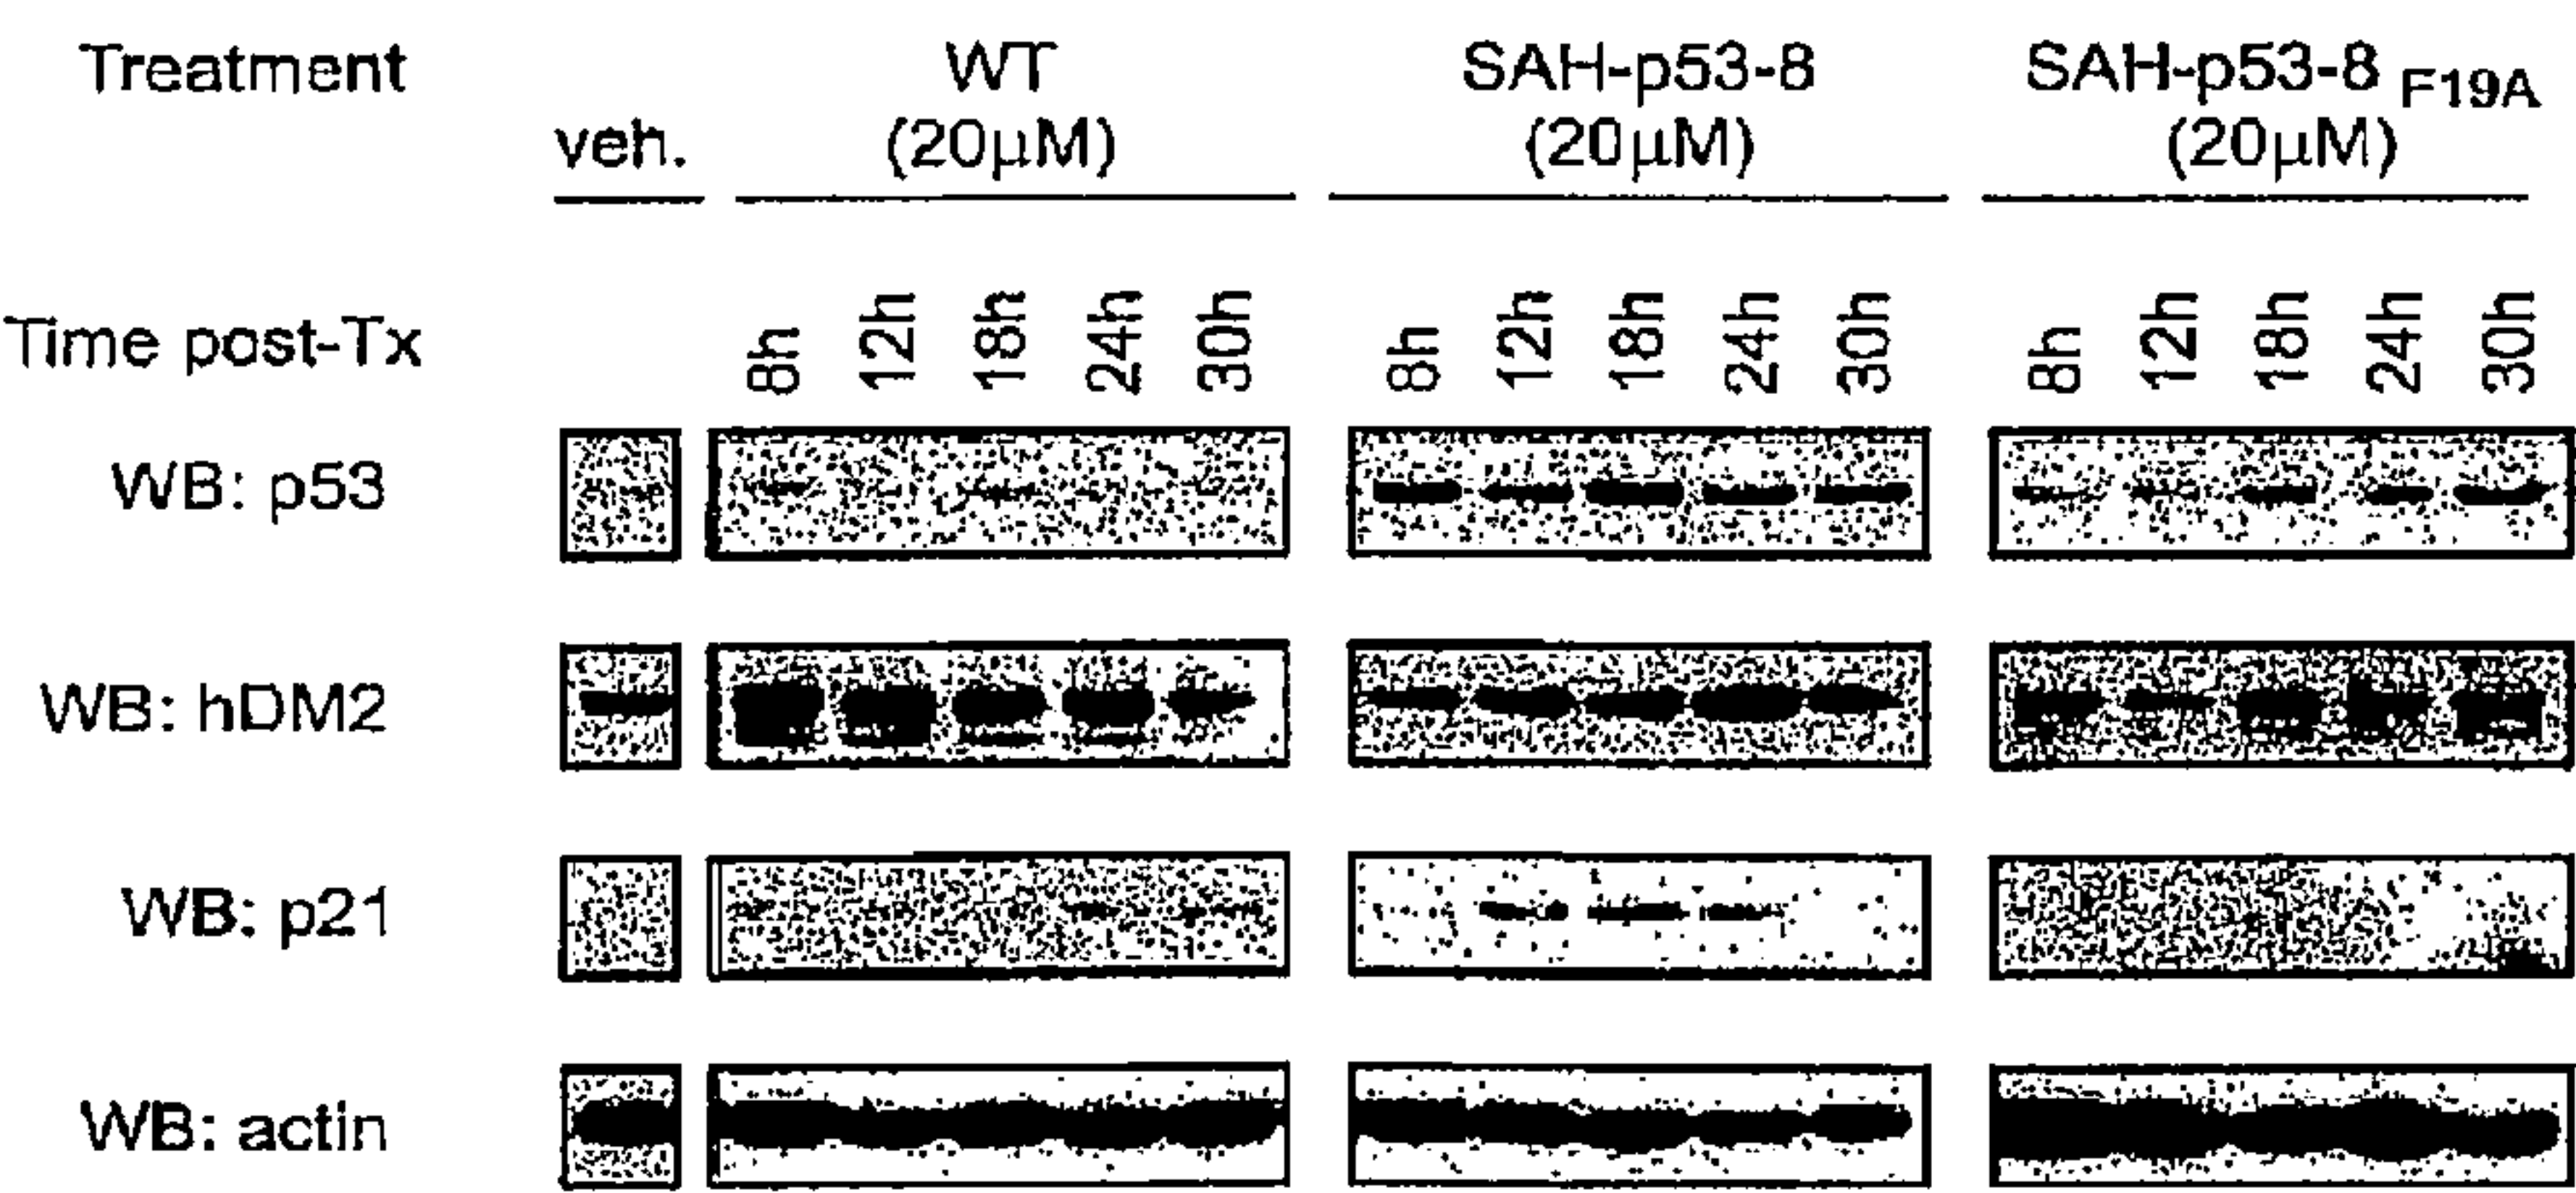 Treatment
veh.
WT
(20μM)
SAH-p53-8
(20μM)
SAH-p53-8 F19A
(20μM)
Time post-Tx
8h 12h 18h 24h 30h
8h 12h 18h 24h 30h
8h 12h 18h 24h 30h
WB: p53
WB: hDM2
WB: p21
WB: actin